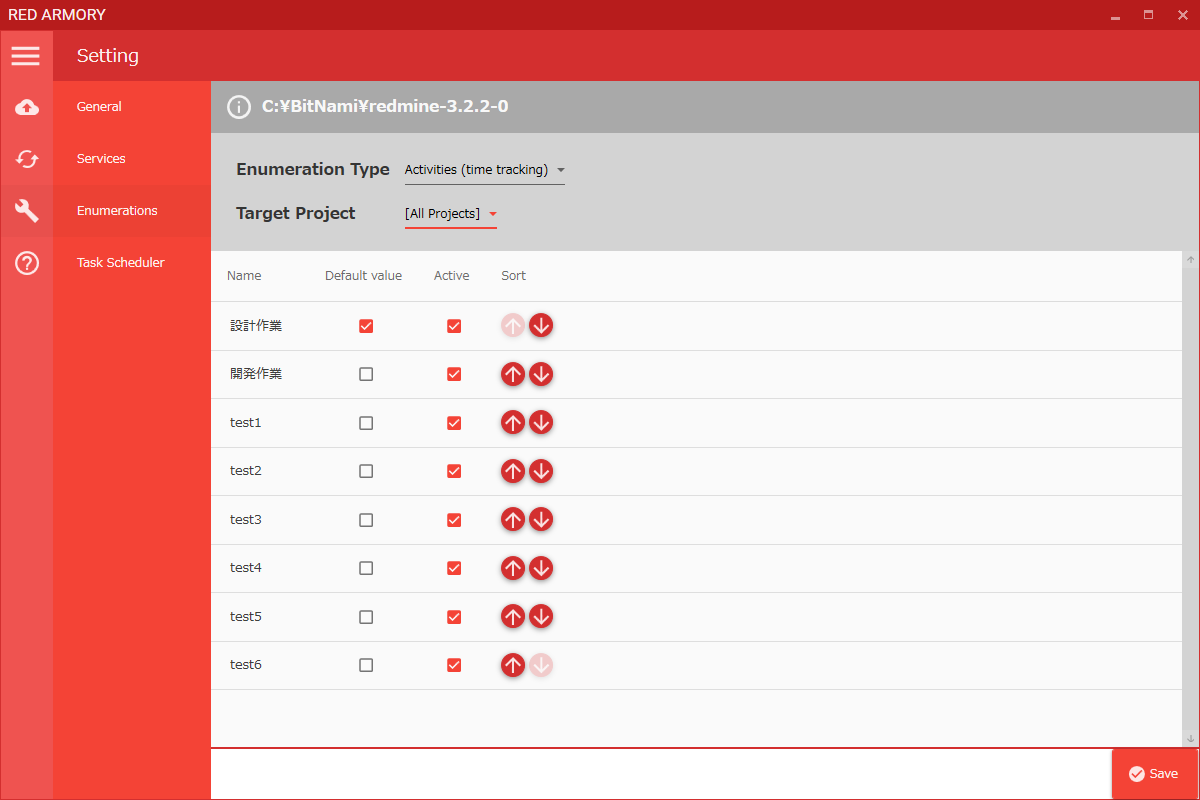 RED ARMORY
Setting
General
Services
Enumerations
Task Scheduler
C:¥BitNami¥redmine-3.2.2-0
Enumeration Type Activities (time tracking)
Target Project [All Projects]
Name Default value Active Sort
設計作業
開発作業
test1
test2
test3
test4
test5
test6
Save